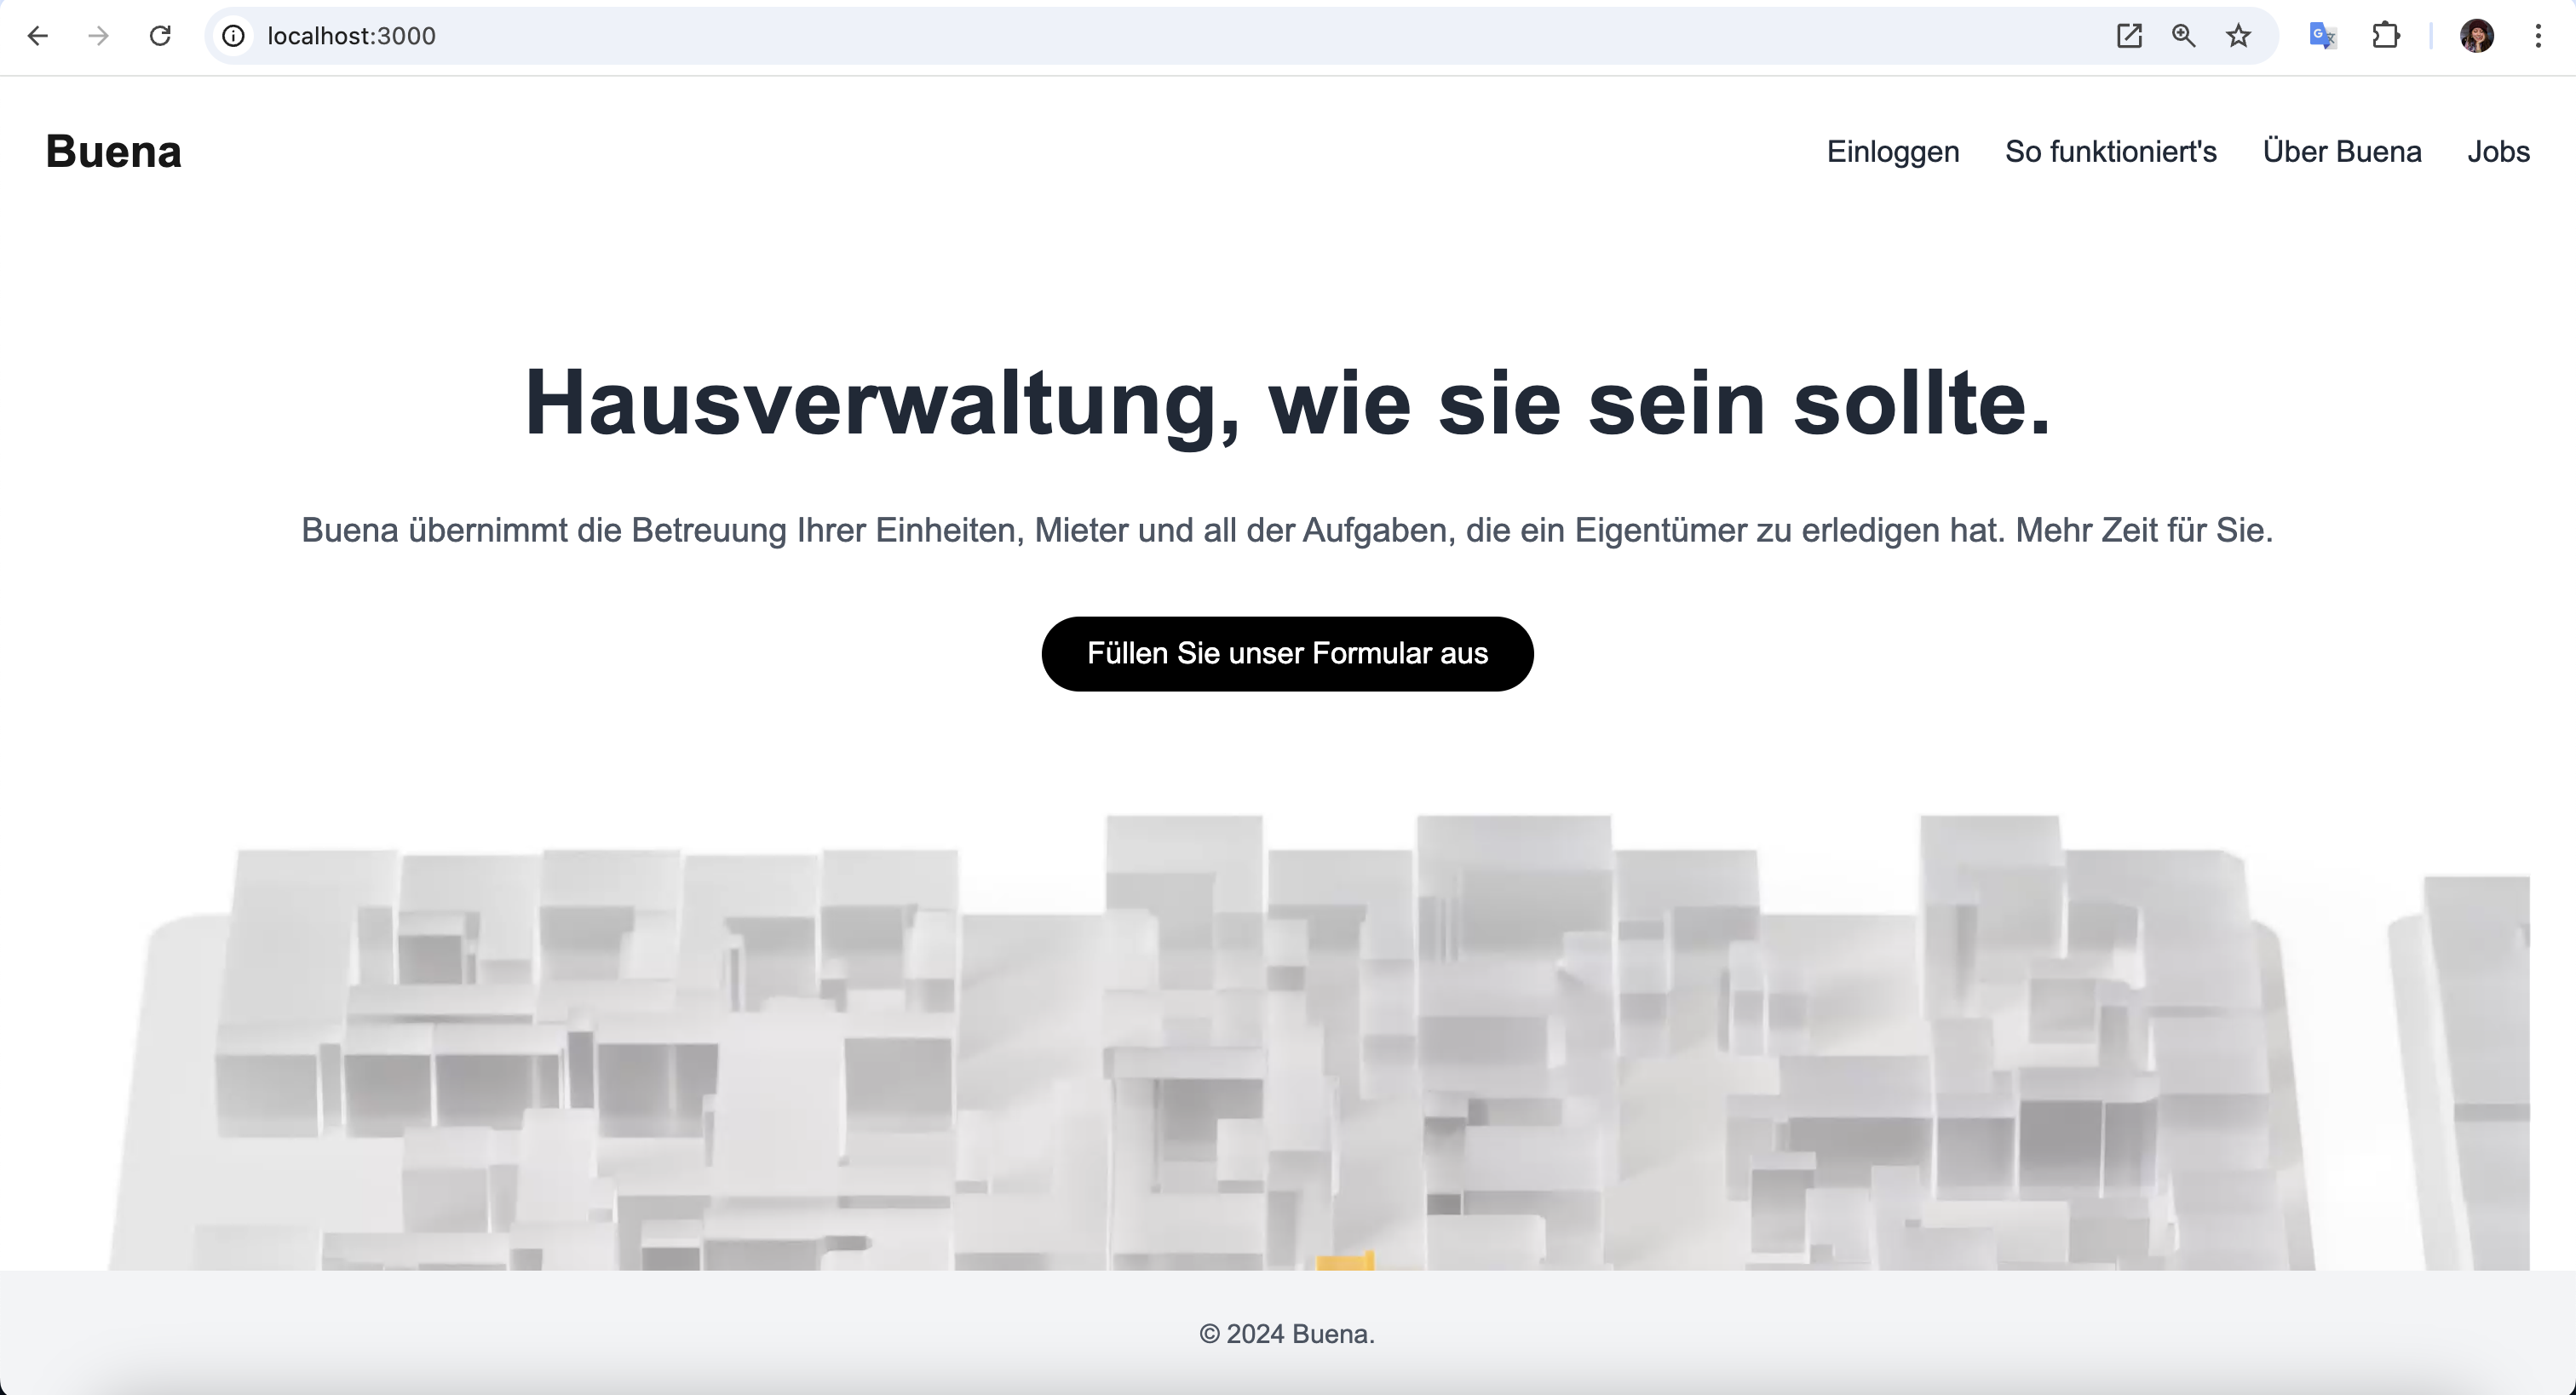 localhost:3000
Buena
Einloggen So funktioniert's Über Buena Jobs
Hausverwaltung, wie sie sein sollte.
Buena übernimmt die Betreuung Ihrer Einheiten, Mieter und all der Aufgaben, die ein Eigentümer zu erledigen hat. Mehr Zeit für Sie.
Füllen Sie unser Formular aus
© 2024 Buena.